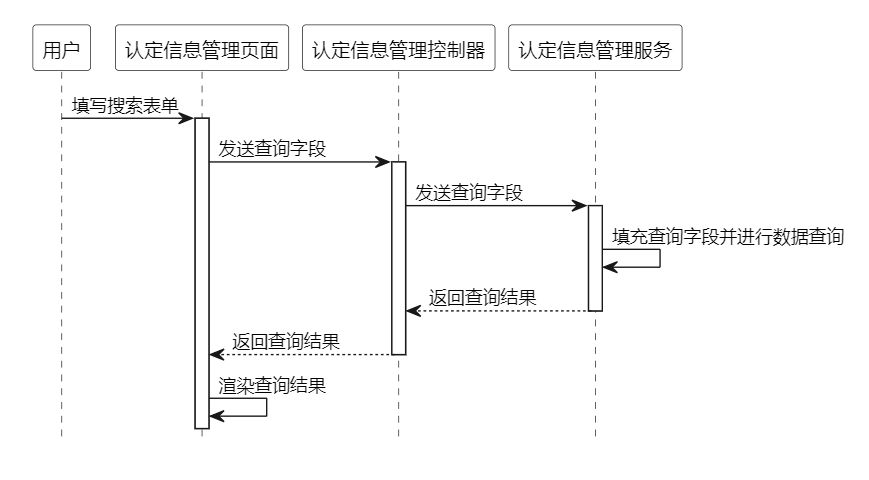 用户
认定信息管理页面
认定信息管理控制器
认定信息管理服务
填写搜索表单
发送查询字段
发送查询字段
填充查询字段并进行数据查询
返回查询结果
返回查询结果
渲染查询结果